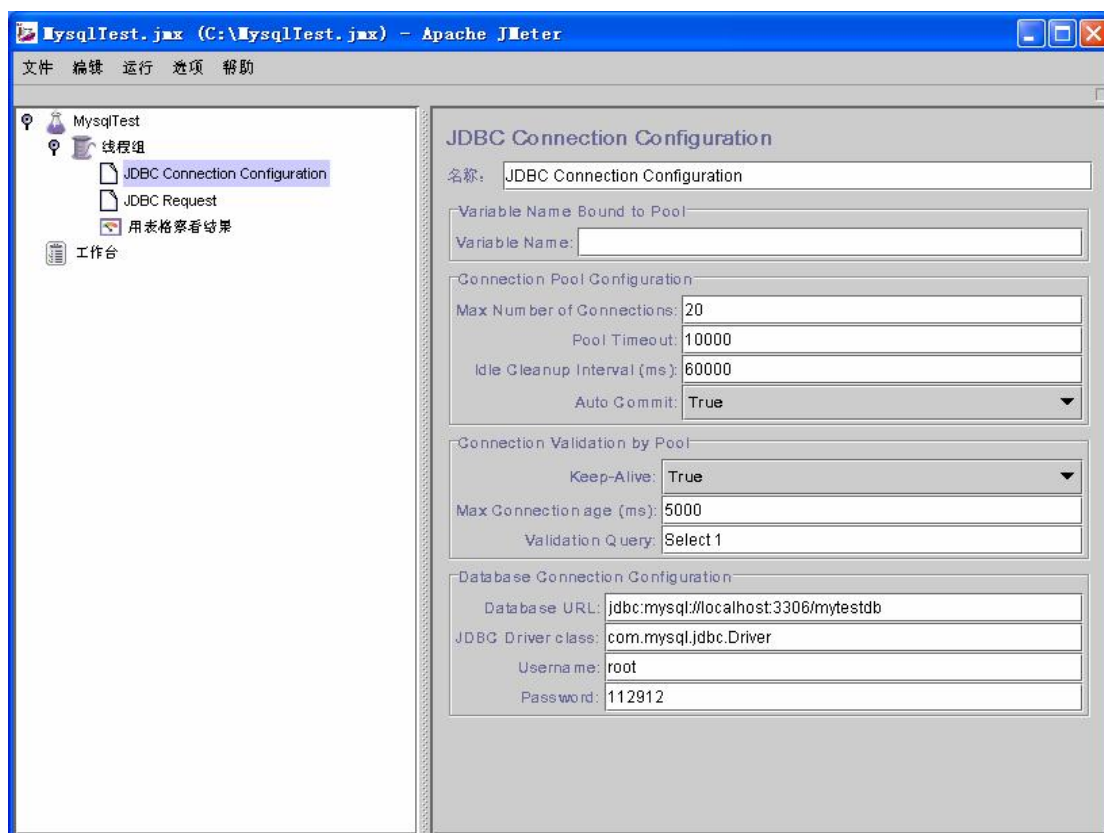 MysqlTest.jmx (C:\MysqlTest.jmx) - Apache JMeter
文件 编辑 运行 选项 帮助
MysqlTest
线程组
JDBC Connection Configuration
JDBC Request
用表格察看结果
工作台
JDBC Connection Configuration
名称： JDBC Connection Configuration
Variable Name Bound to Pool
Variable Name:
Connection Pool Configuration
Max Number of Connections: 20
Pool Timeout: 10000
Idle Cleanup Interval (ms): 60000
Auto Commit: True
Connection Validation by Pool
Keep-Alive: True
Max Connection age (ms): 5000
Validation Query: Select 1
Database Connection Configuration
Database URL: jdbc:mysql://localhost:3306/mytestdb
JDBC Driver class: com.mysql.jdbc.Driver
Username: root
Password: 112912